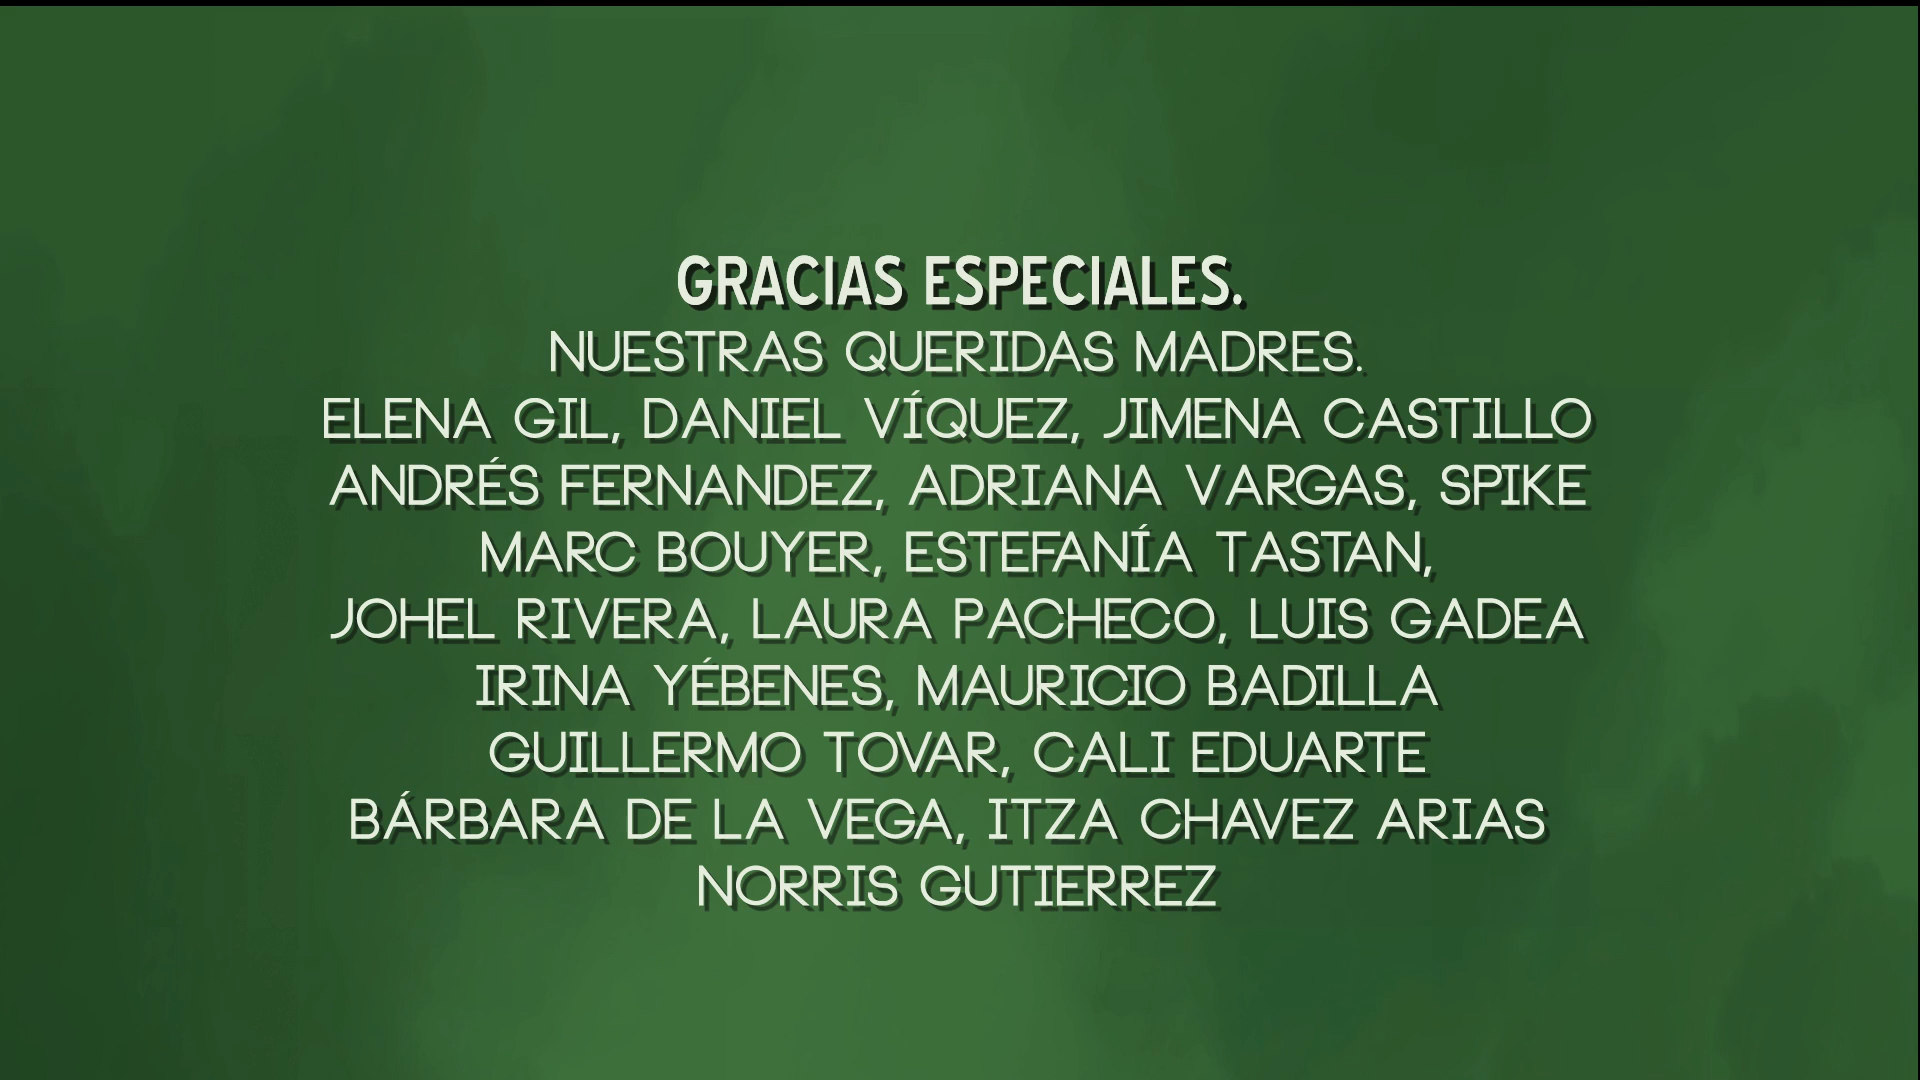 GRACIAS ESPECIALES.
NUESTRAS QUERIDAS MADRES.
ELENA GIL, DANIEL VÍQUEZ, JIMENA CASTILLO
ANDRÉS FERNANDEZ, ADRIANA VARGAS, SPIKE
MARC BOUYER, ESTEFANÍA TASTAN,
JOHEL RIVERA, LAURA PACHECO, LUIS GADEA
IRINA YÉBENES, MAURICIO BADILLA
GUILLERMO TOVAR, CALI EDUARTE
BÁRBARA DE LA VEGA, ITZA CHAVEZ ARIAS
NORRIS GUTIERREZ